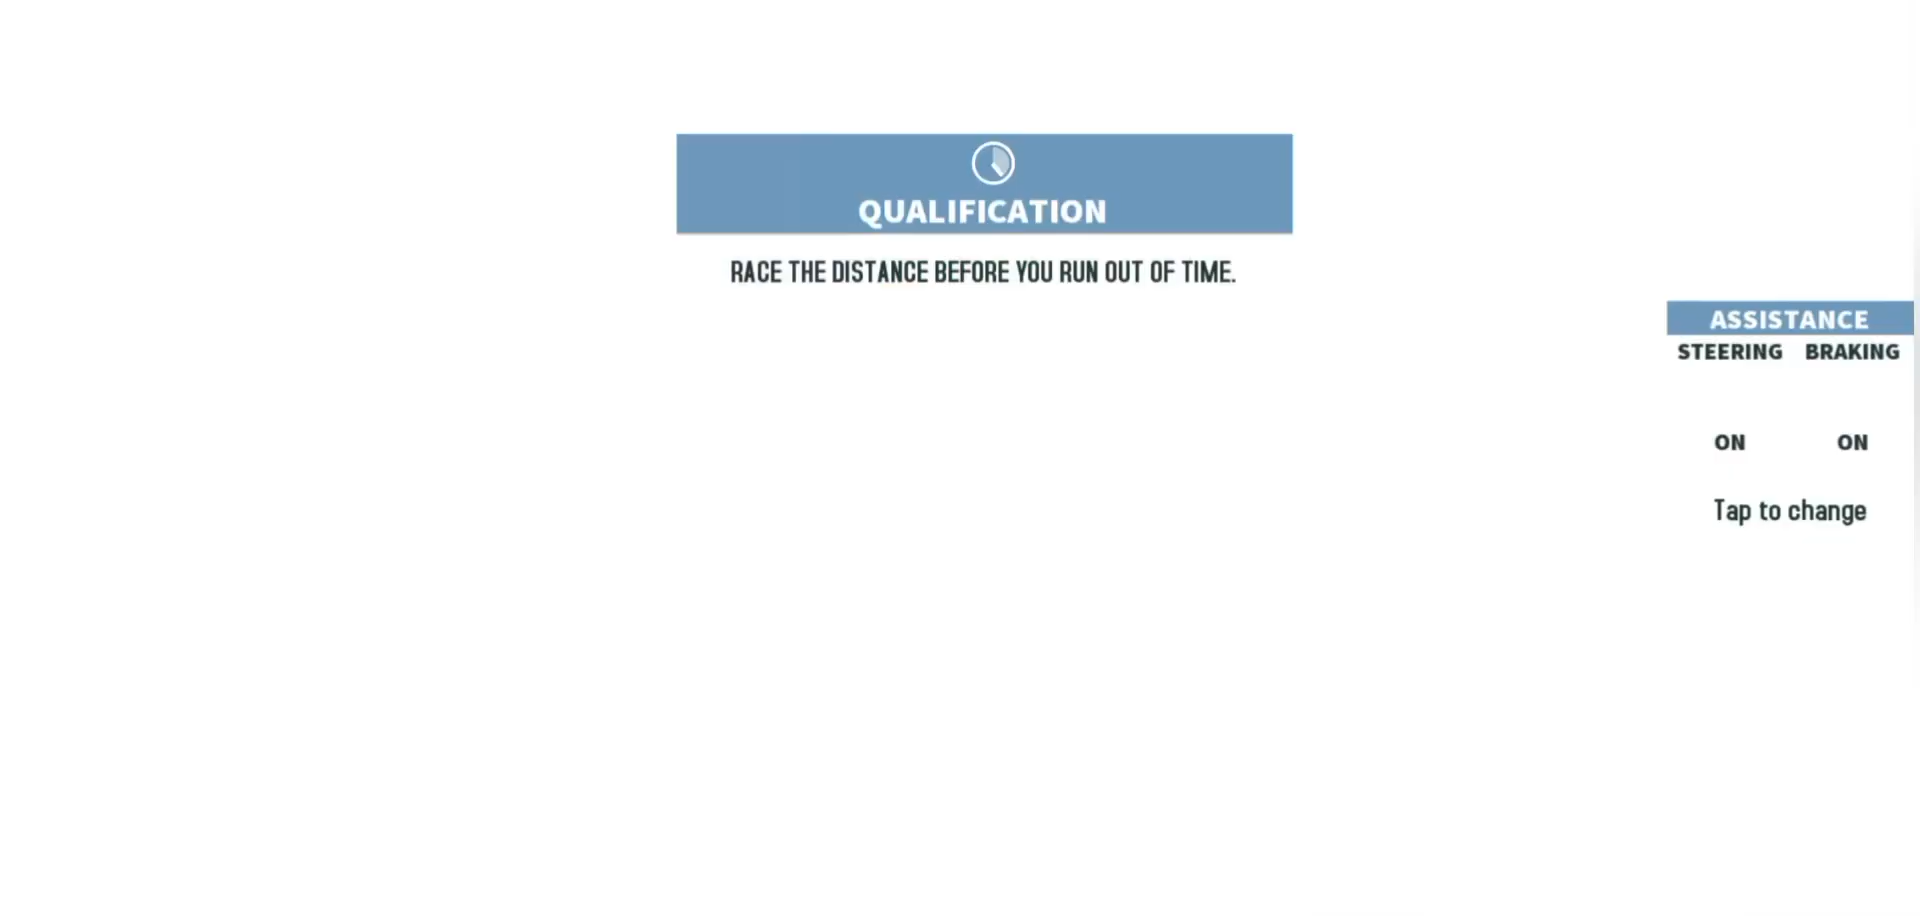 QUALIFICATION
RACE THE DISTANCE BEFORE YOU RUN OUT OF TIME.
ASSISTANCE
STEERING BRAKING
ON ON
Tap to change